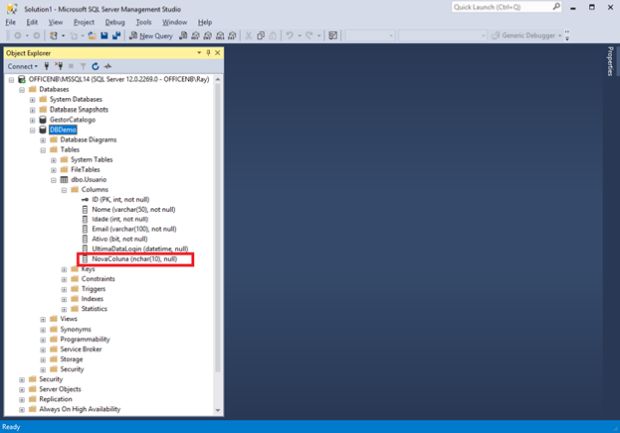 Solution1 - Microsoft SQL Server Management Studio
Quick Launch (Ctrl+Q)
File Edit View Project Debug Tools Window Help
New Query
Generic Debugger
Object Explorer
Properties
Connect
OFFICENB\MSSQL14 (SQL Server 12.0.2269.0 - OFFICENB\Ray)
Databases
System Databases
Database Snapshots
GestorCatalogo
DBDemo
Database Diagrams
Tables
System Tables
FileTables
dbo.Usuario
Columns
ID (PK, int, not null)
Nome (varchar(50), not null)
Idade (int, not null)
Email (varchar(100), not null)
Ativo (bit, not null)
UltimaDataLogin (datetime, null)
NovaColuna (nchar(10), null)
Keys
Constraints
Triggers
Indexes
Statistics
Views
Synonyms
Programmability
Service Broker
Storage
Security
Security
Server Objects
Replication
Always On High Availability
Ready